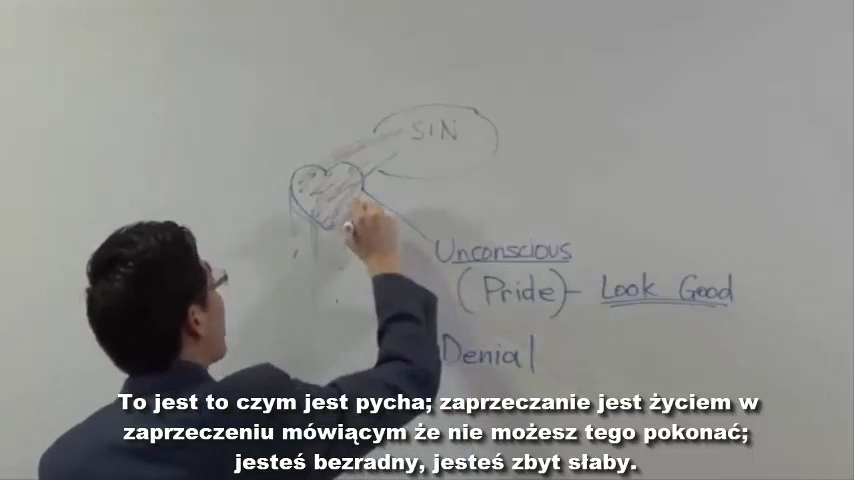 SIN
Unconscious
(Pride) - Look Good
Denial
To jest to czym jest pycha; zaprzeczanie jest życiem w
zaprzeczeniu mówiącym że nie możesz tego pokonać;
jesteś bezradny, jesteś zbyt słaby.